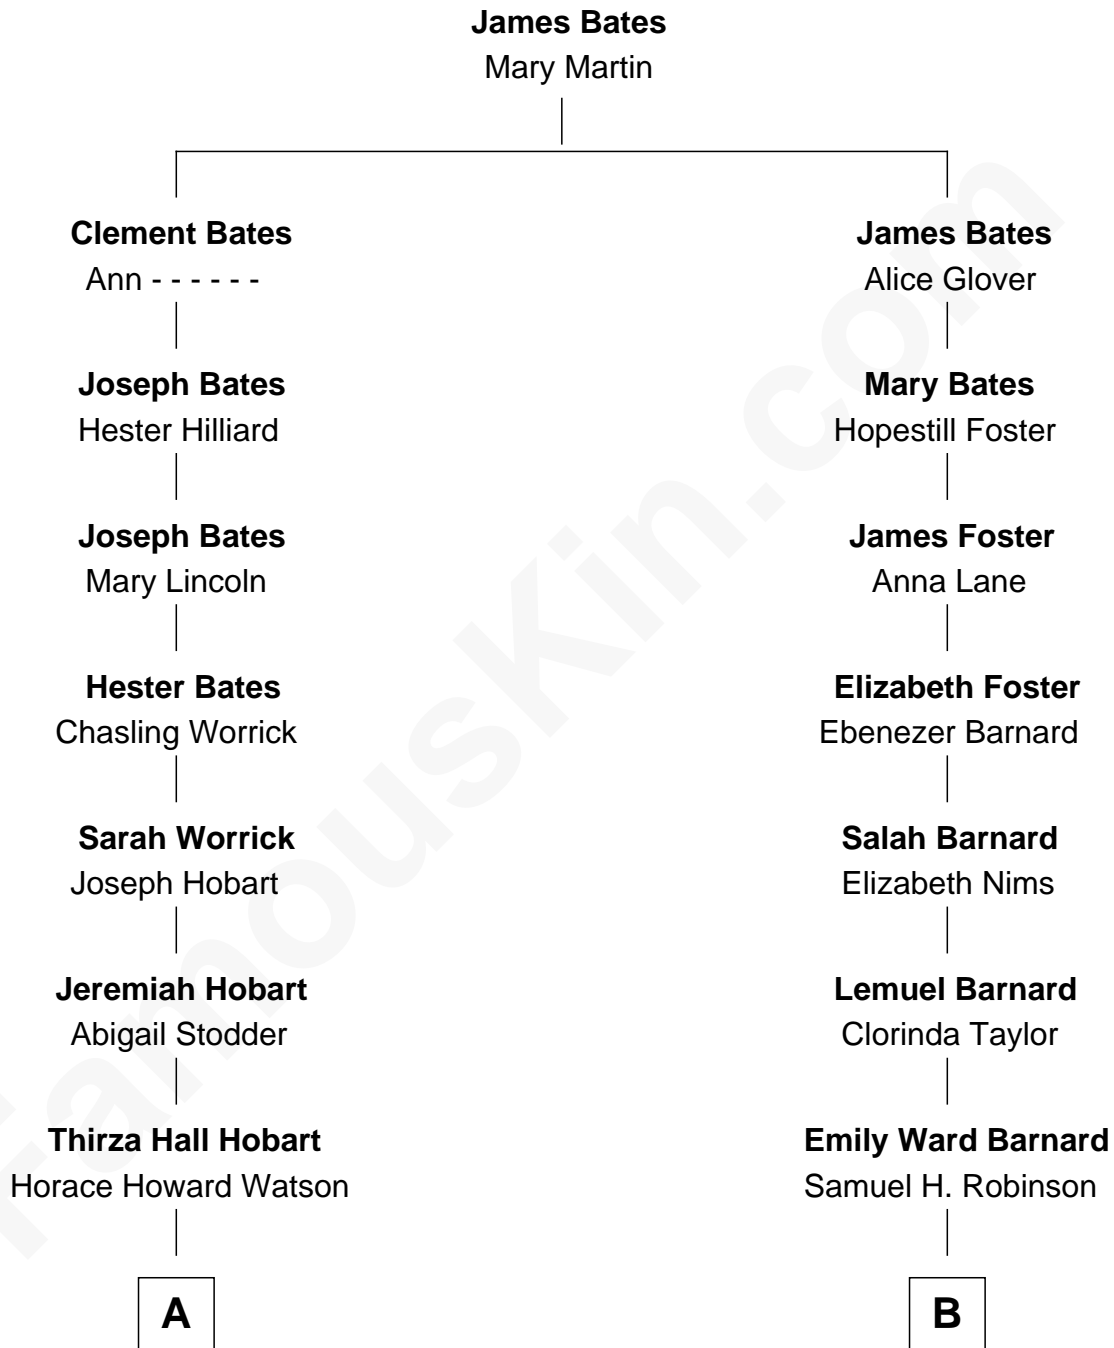 James Bates
Mary Martin
Clement Bates
Ann - - - - - -
James Bates
Alice Glover
Joseph Bates
Hester Hilliard
Mary Bates
Hopestill Foster
Joseph Bates
Mary Lincoln
James Foster
Anna Lane
Hester Bates
Chasling Worrick
Elizabeth Foster
Ebenezer Barnard
Sarah Worrick
Joseph Hobart
Salah Barnard
Elizabeth Nims
Jeremiah Hobart
Abigail Stodder
Lemuel Barnard
Clorinda Taylor
Thirza Hall Hobart
Horace Howard Watson
Emily Ward Barnard
Samuel H. Robinson
A
B
FamousKin.com